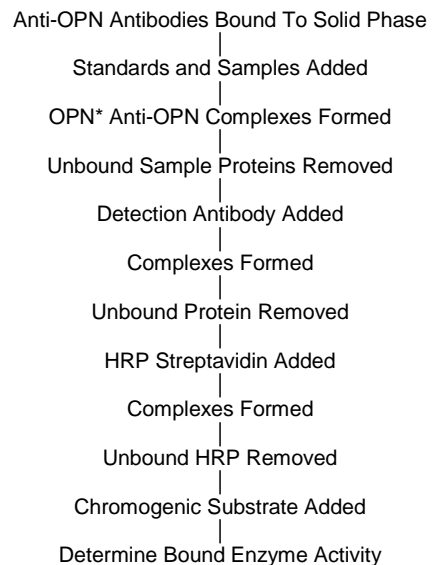 Anti-OPN Antibodies Bound To Solid Phase
Standards and Samples Added
OPN* Anti-OPN Complexes Formed
Unbound Sample Proteins Removed
Detection Antibody Added
Complexes Formed
Unbound Protein Removed
HRP Streptavidin Added
Complexes Formed
Unbound HRP Removed
Chromogenic Substrate Added
Determine Bound Enzyme Activity